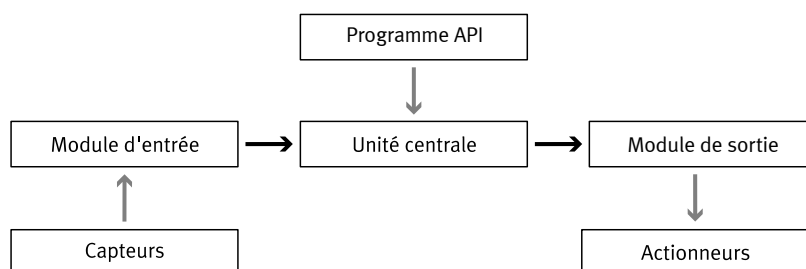 Programme API
Module d'entrée
Unité centrale
Module de sortie
Capteurs
Actionneurs